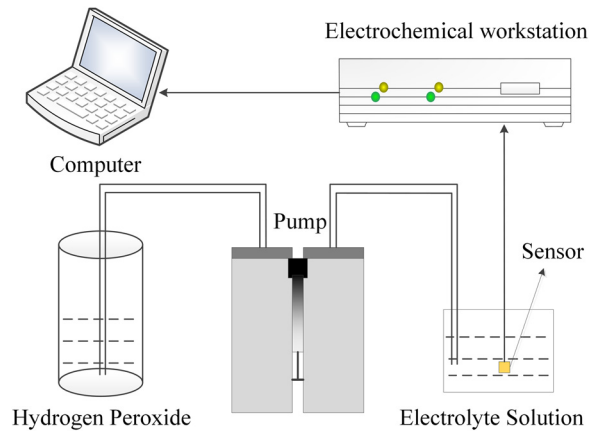 Electrochemical workstation
Computer
Pump
Sensor
Hydrogen Peroxide
Electrolyte Solution